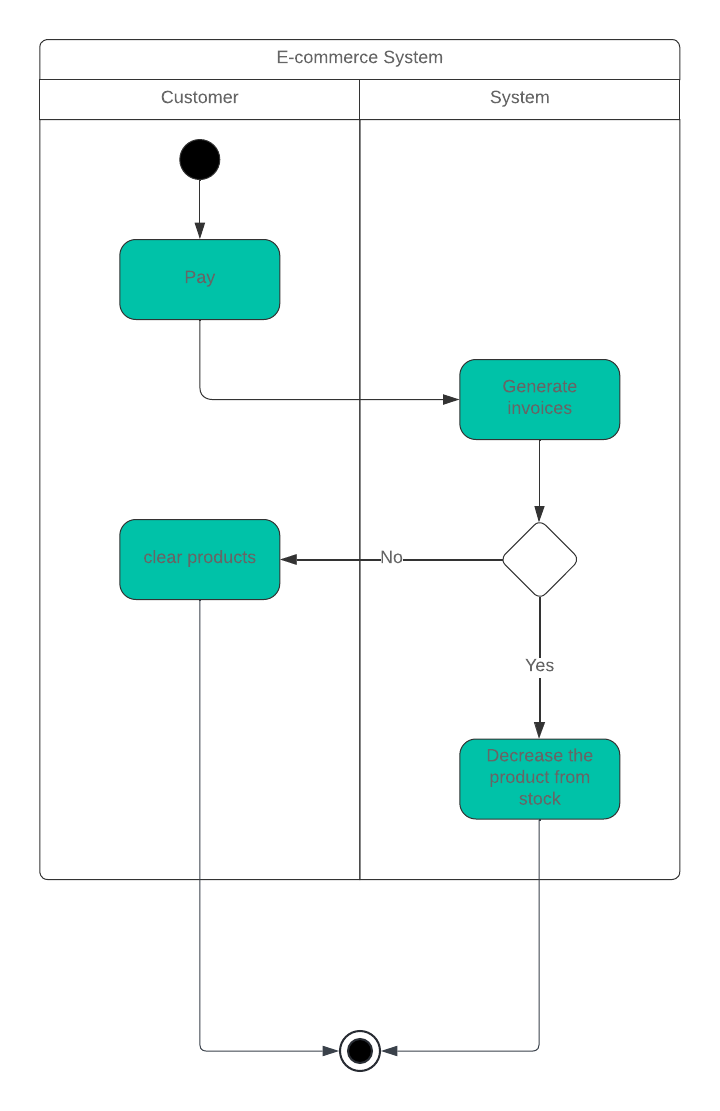 E-commerce System
Customer
System
Pay
Generate
invoices
clear products
No
Yes
Decrease the
product from
stock